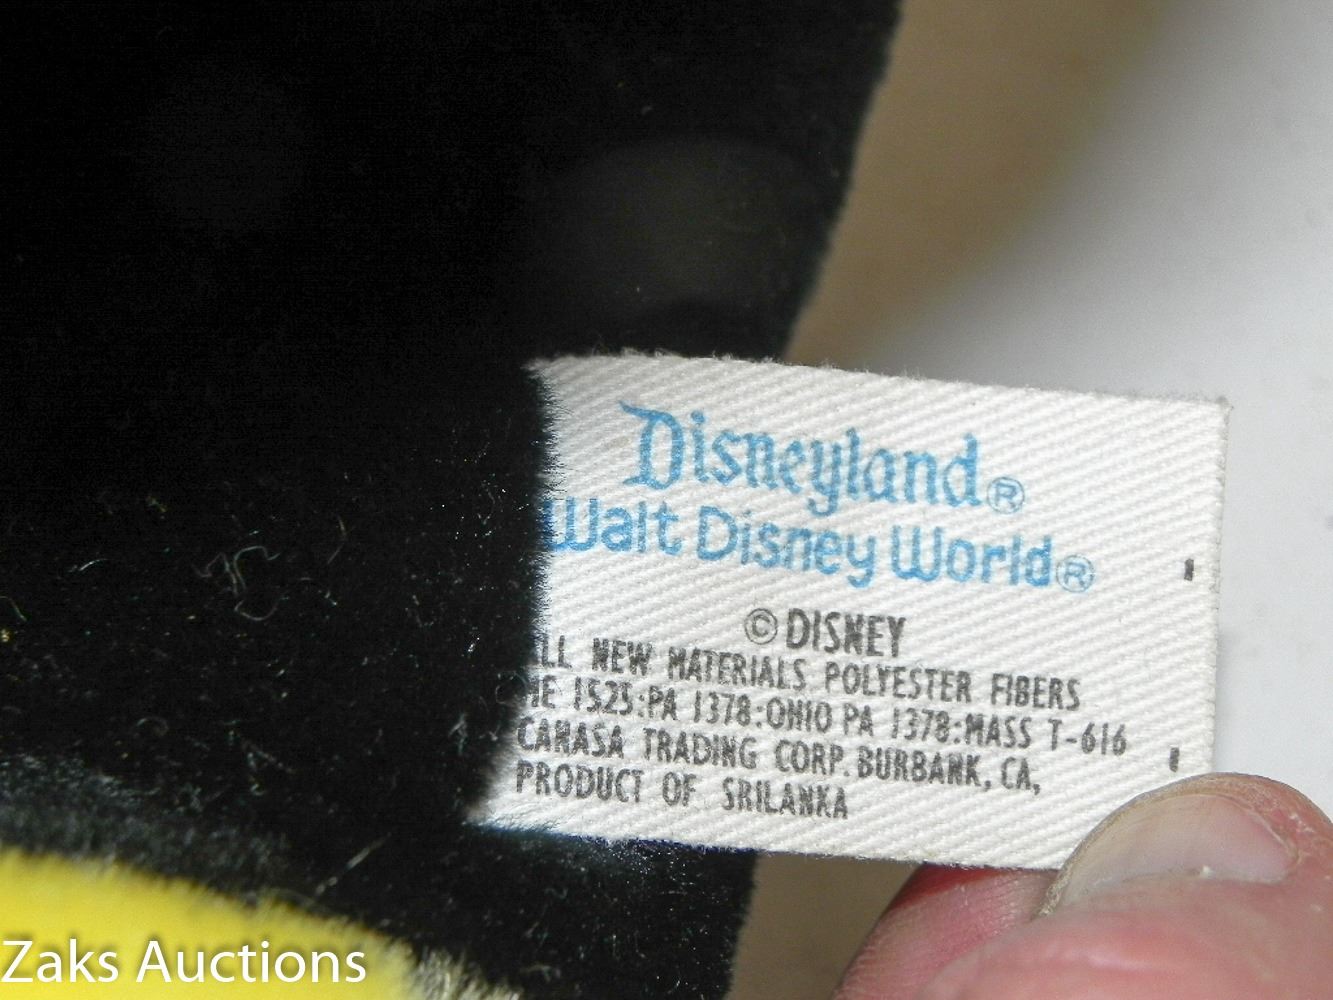 Disneyland®
Walt Disney World®
© DISNEY
LL NEW MATERIALS POLYESTER FIBERS
ME 1525:PA 1378:OHIO PA 1378:MASS T-616
CANASA TRADING CORP. BURBANK, CA,
PRODUCT OF SRILANKA
Zaks Auctions